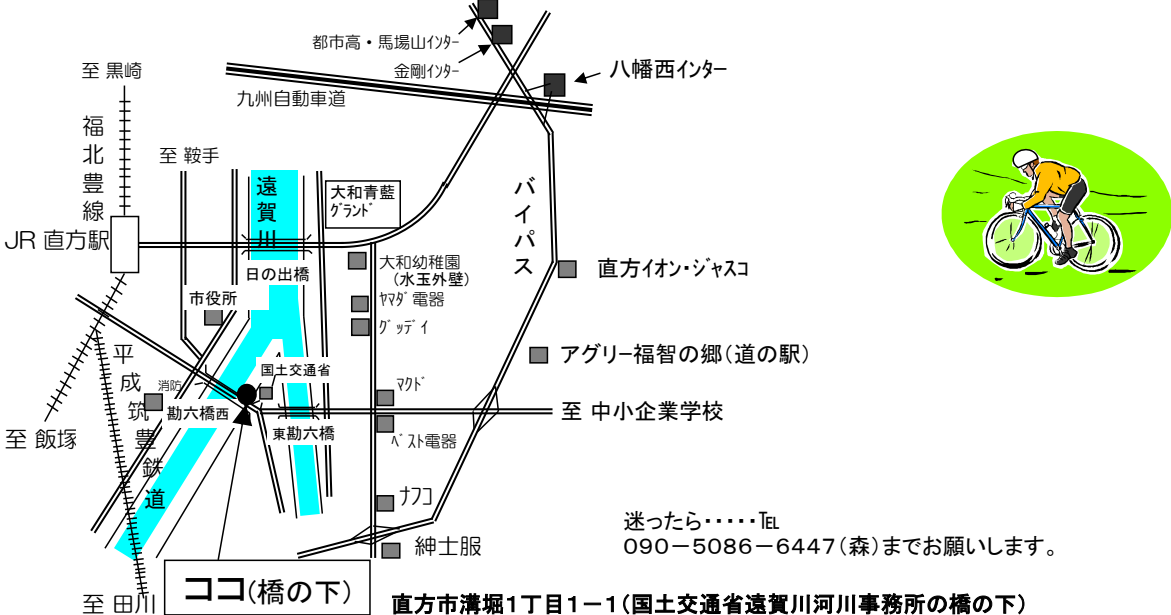 都市高・馬場山ｲﾝﾀｰ
金剛ｲﾝﾀｰ
八幡西インター
至 黒崎
九州自動車道
福北豊線
至 鞍手
遠賀川
大和青藍
ｸﾞﾗﾝﾄﾞ
バイパス
JR 直方駅
日の出橋
大和幼稚園
（水玉外壁）
直方イオン・ジャスコ
市役所
ﾔﾏﾀﾞ電器
ｸﾞｯﾃﾞｲ
アグリー福智の郷（道の駅）
平成筑豊鉄道
国土交通省
消防
ﾏｸﾄﾞ
勘六橋西
至 中小企業学校
東勘六橋
至 飯塚
ﾍﾞｽﾄ電器
ﾅﾌｺ
迷ったら・・・・・℡
０９０－５０８６－６４４７（森）までお願いします。
紳士服
ココ（橋の下）
至 田川
直方市溝堀１丁目１－１（国土交通省遠賀川河川事務所の橋の下）